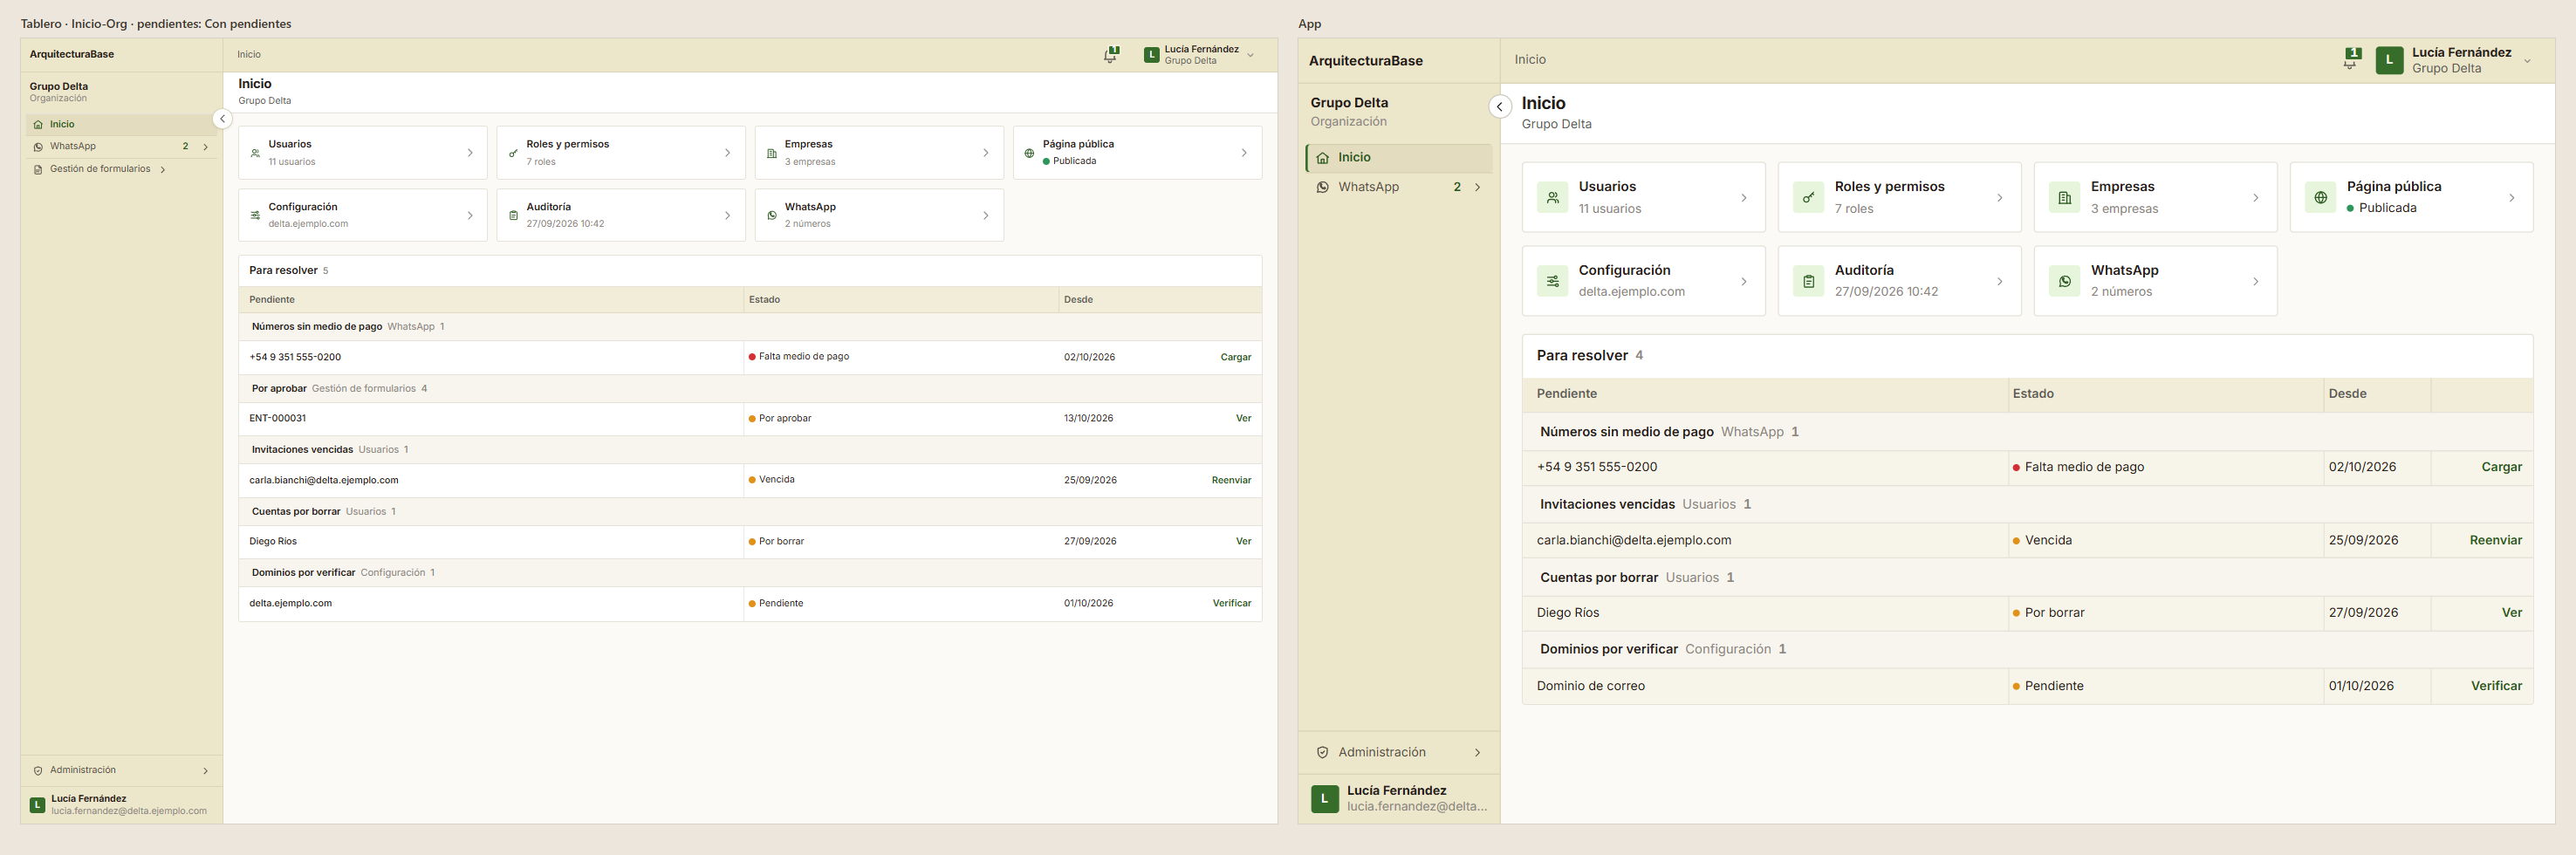 Tablero · Inicio-Org · pendientes: Con pendientes
ArquitecturaBase
Inicio
1
L
Lucía Fernández
Grupo Delta
Grupo Delta
Organización
Inicio
WhatsApp 2
Gestión de formularios
Administración
L
Lucía Fernández
lucia.fernandez@delta.ejemplo.com
Inicio
Grupo Delta
Usuarios
11 usuarios
Roles y permisos
7 roles
Empresas
3 empresas
Página pública
Publicada
Configuración
delta.ejemplo.com
Auditoría
27/09/2026 10:42
WhatsApp
2 números
Para resolver 5
Pendiente Estado Desde
Números sin medio de pago WhatsApp 1
+54 9 351 555-0200 Falta medio de pago 02/10/2026 Cargar
Por aprobar Gestión de formularios 4
ENT-000031 Por aprobar 13/10/2026 Ver
Invitaciones vencidas Usuarios 1
carla.bianchi@delta.ejemplo.com Vencida 25/09/2026 Reenviar
Cuentas por borrar Usuarios 1
Diego Ríos Por borrar 27/09/2026 Ver
Dominios por verificar Configuración 1
delta.ejemplo.com Pendiente 01/10/2026 Verificar
App
ArquitecturaBase
Inicio
1
L
Lucía Fernández
Grupo Delta
Grupo Delta
Organización
Inicio
WhatsApp 2
Administración
L
Lucía Fernández
lucia.fernandez@delta...
Inicio
Grupo Delta
Usuarios
11 usuarios
Roles y permisos
7 roles
Empresas
3 empresas
Página pública
Publicada
Configuración
delta.ejemplo.com
Auditoría
27/09/2026 10:42
WhatsApp
2 números
Para resolver 4
Pendiente Estado Desde
Números sin medio de pago WhatsApp 1
+54 9 351 555-0200 Falta medio de pago 02/10/2026 Cargar
Invitaciones vencidas Usuarios 1
carla.bianchi@delta.ejemplo.com Vencida 25/09/2026 Reenviar
Cuentas por borrar Usuarios 1
Diego Ríos Por borrar 27/09/2026 Ver
Dominios por verificar Configuración 1
Dominio de correo Pendiente 01/10/2026 Verificar